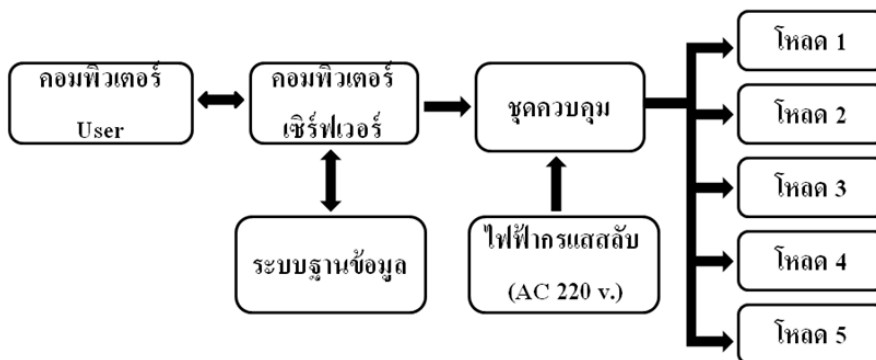 คอมพิวเตอร์
User
คอมพิวเตอร์
เซิร์ฟเวอร์
ชุดควบคุม
ระบบฐานข้อมูล
ไฟฟ้ากรแสสลับ
(AC 220 v.)
โหลด 1
โหลด 2
โหลด 3
โหลด 4
โหลด 5